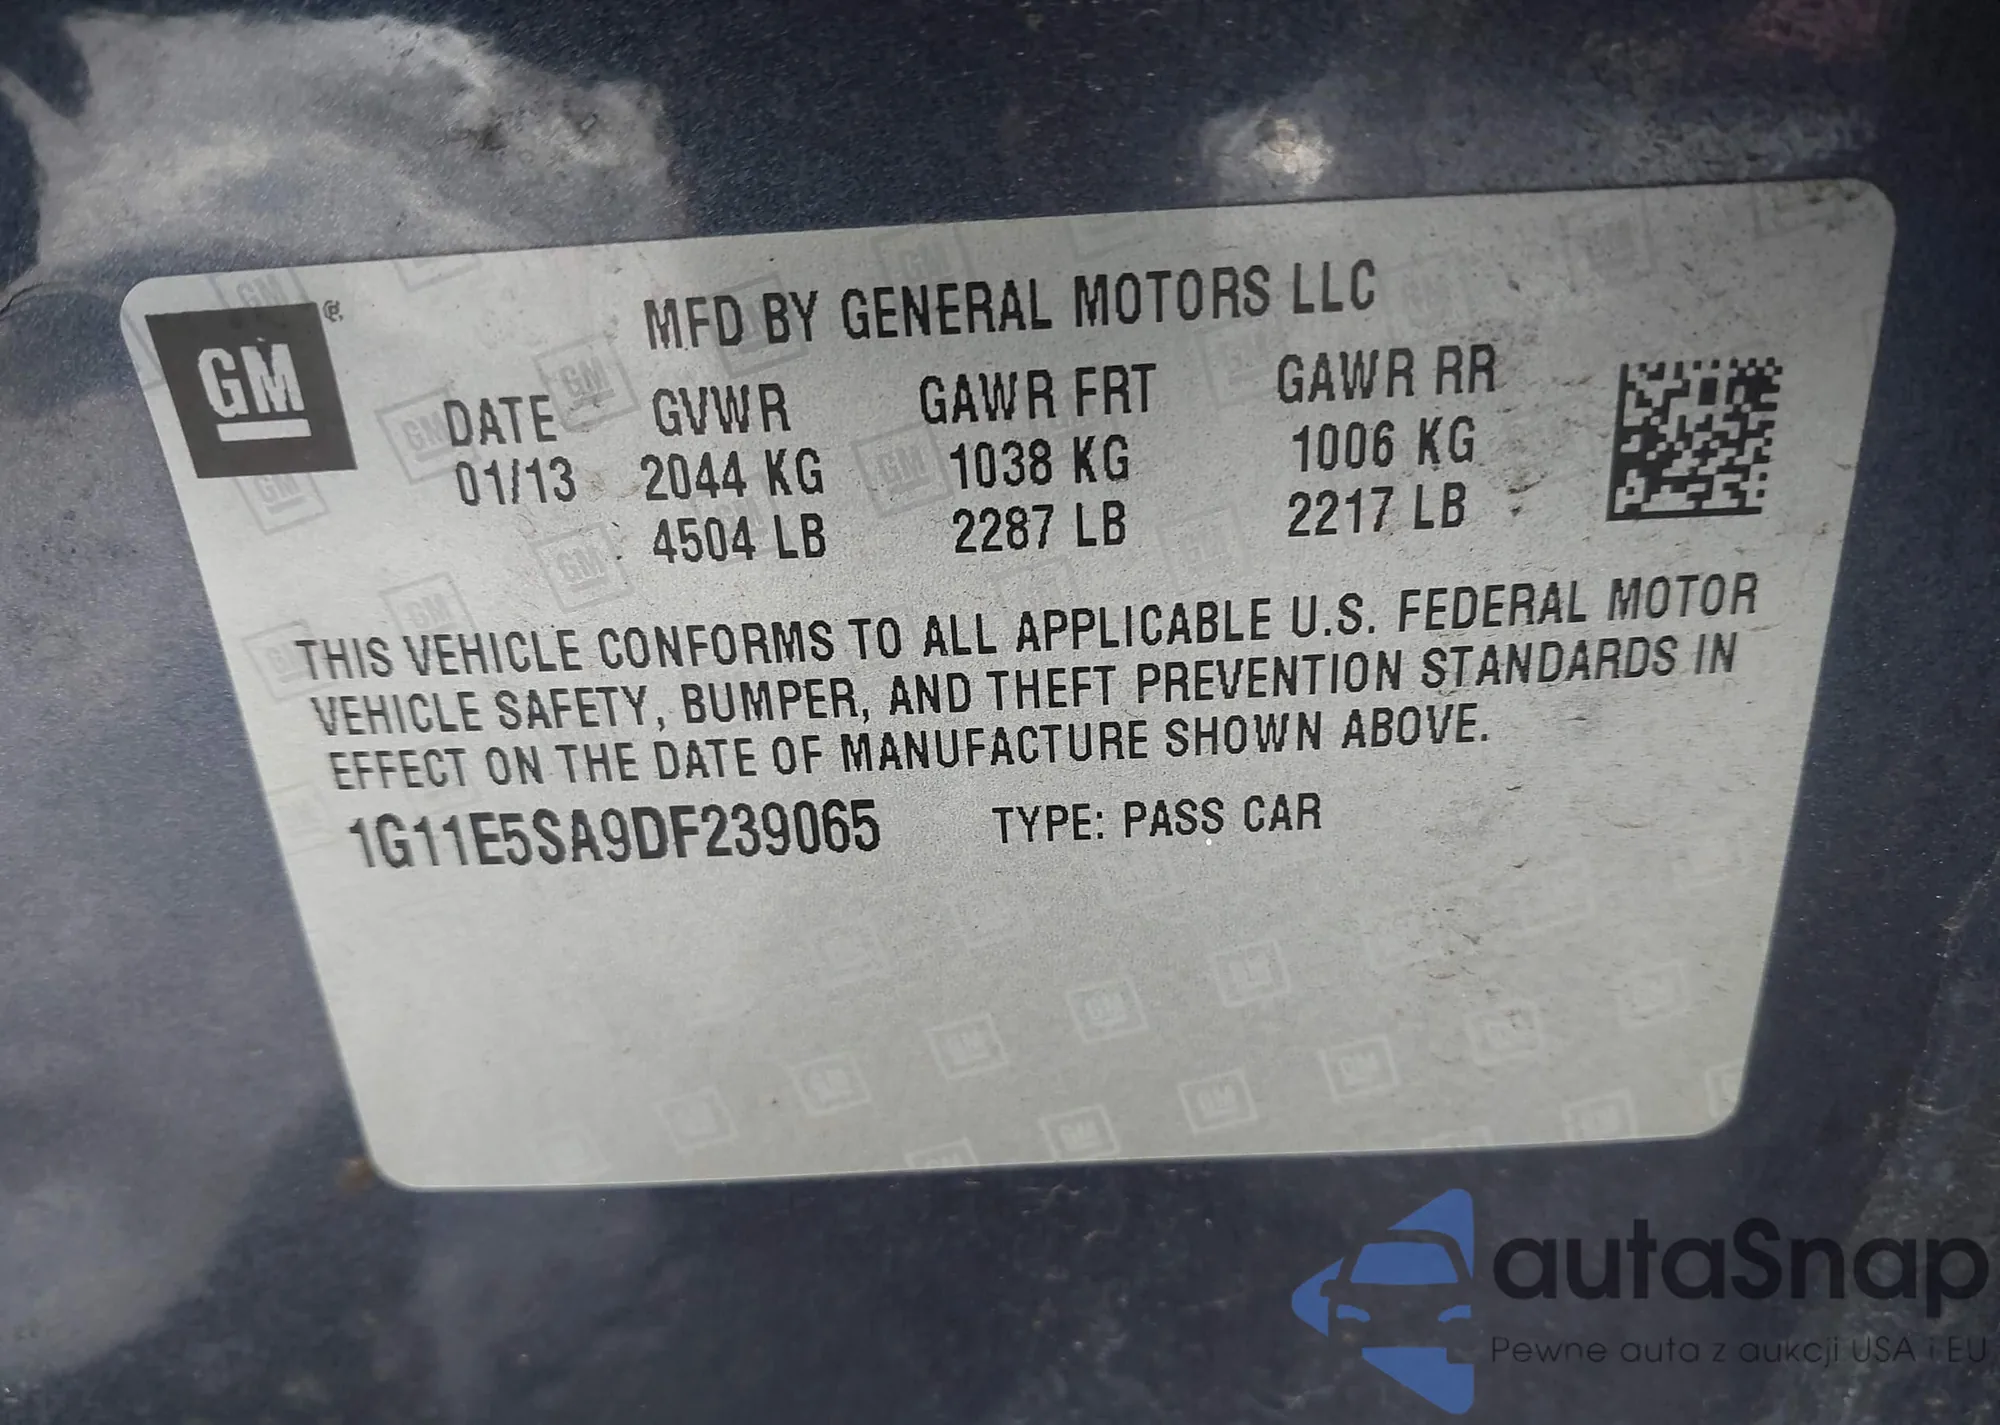 GM
MFD BY GENERAL MOTORS LLC
DATE GVWR GAWR FRT GAWR RR
01/13 2044 KG 1038 KG 1006 KG
4504 LB 2287 LB 2217 LB
THIS VEHICLE CONFORMS TO ALL APPLICABLE U.S. FEDERAL MOTOR
VEHICLE SAFETY, BUMPER, AND THEFT PREVENTION STANDARDS IN
EFFECT ON THE DATE OF MANUFACTURE SHOWN ABOVE.
1G11E5SA9DF239065 TYPE: PASS CAR
autaSnap
Pewne auta z aukcji USA i EU